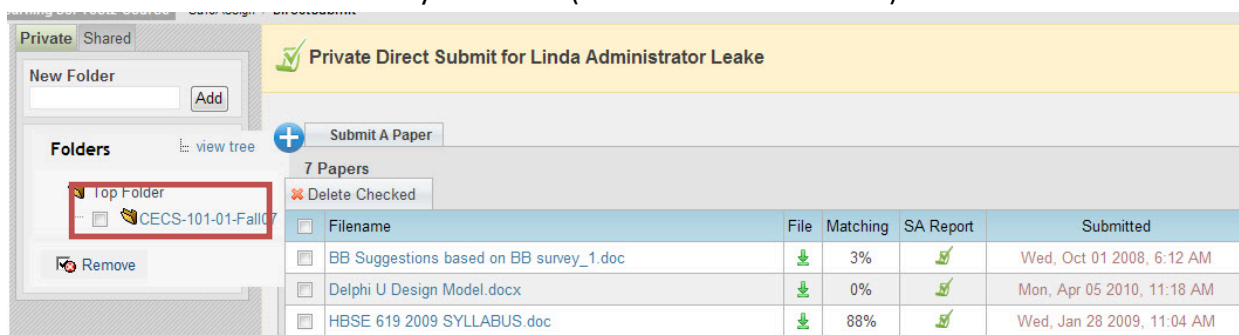 SafeAssign
DirectSubmit
Private Shared
New Folder
Add
Folders view tree
Top Folder
CECS-101-01-Fall07
Remove
Private Direct Submit for Linda Administrator Leake
Submit A Paper
7 Papers
Delete Checked
Filename File Matching SA Report Submitted
BB Suggestions based on BB survey_1.doc 3% Wed, Oct 01 2008, 6:12 AM
Delphi U Design Model.docx 0% Mon, Apr 05 2010, 11:18 AM
HBSE 619 2009 SYLLABUS.doc 88% Wed, Jan 28 2009, 11:04 AM